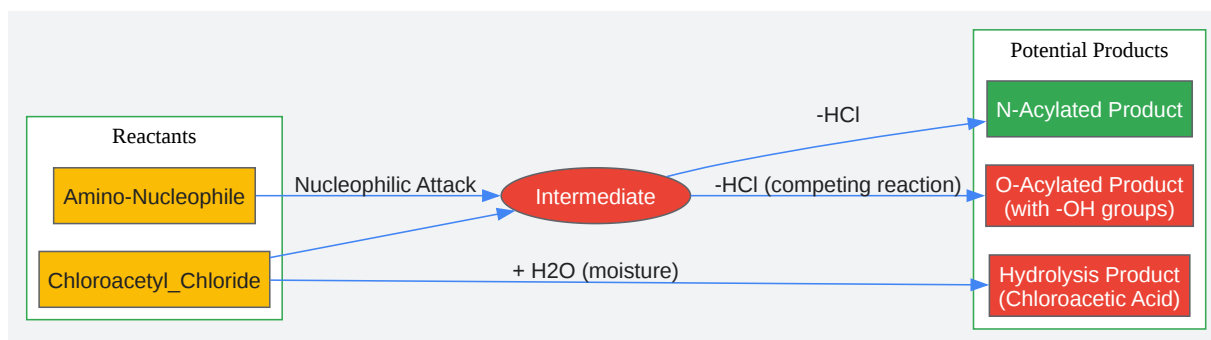 Reactants
Amino-Nucleophile
Chloroacetyl_Chloride
Nucleophilic Attack
Intermediate
-HCl
-HCl (competing reaction)
+ H2O (moisture)
Potential Products
N-Acylated Product
O-Acylated Product
(with -OH groups)
Hydrolysis Product
(Chloroacetic Acid)